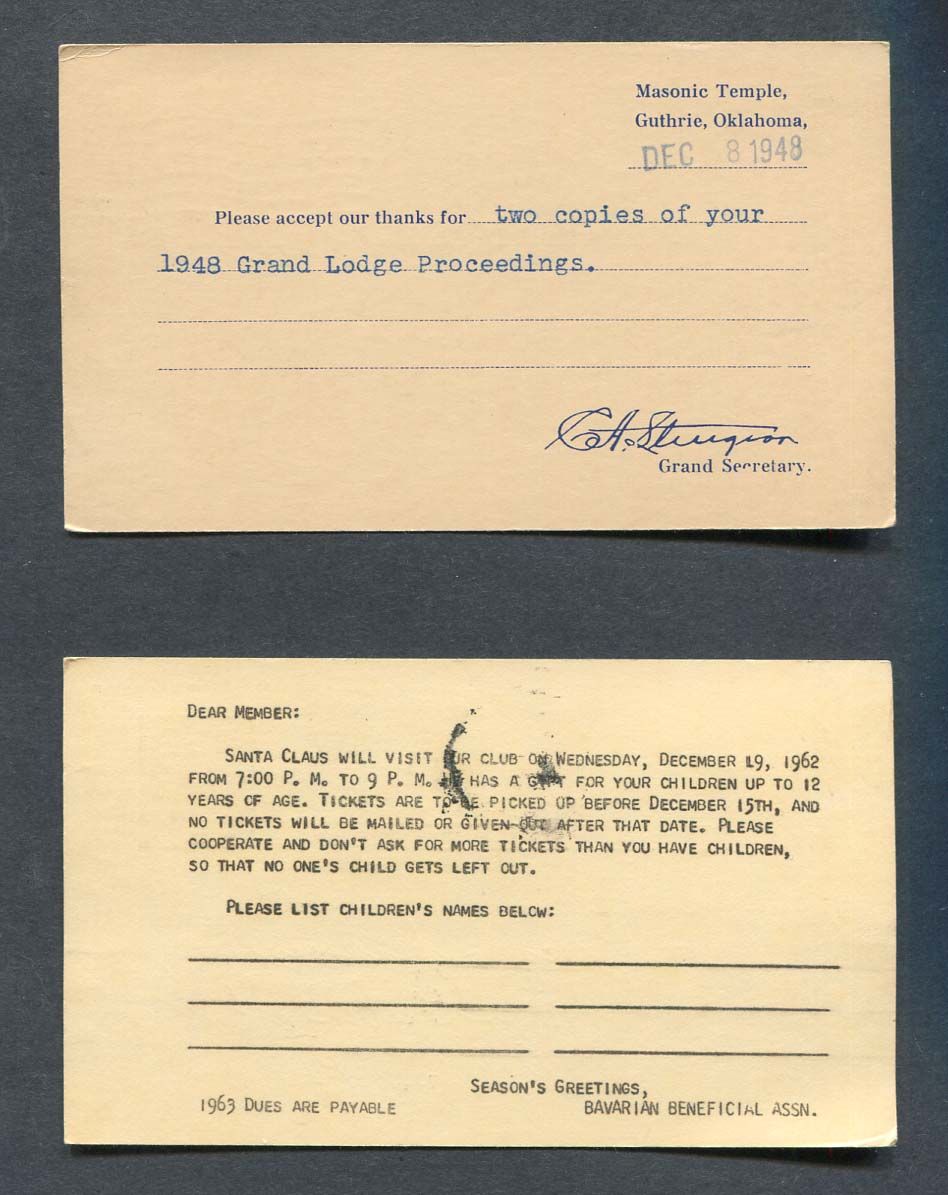 Masonic Temple,
Guthrie, Oklahoma,
DEC 8 1948
Please accept our thanks for two copies of your
1948 Grand Lodge Proceedings.
C. A. Sturgeon
Grand Secretary.
DEAR MEMBER:
SANTA CLAUS WILL VISIT UR CLUB ON WEDNESDAY, DECEMBER 19, 1962
FROM 7:00 P. M. TO 9 P. M. HAS A GIFT FOR YOUR CHILDREN UP TO 12
YEARS OF AGE. TICKETS ARE TO BE PICKED UP BEFORE DECEMBER 15TH, AND
NO TICKETS WILL BE MAILED OR GIVEN OUT AFTER THAT DATE. PLEASE
COOPERATE AND DON'T ASK FOR MORE TICKETS THAN YOU HAVE CHILDREN,
SO THAT NO ONE'S CHILD GETS LEFT OUT.
PLEASE LIST CHILDREN'S NAMES BELOW:
SEASON'S GREETINGS,
1963 DUES ARE PAYABLE BAVARIAN BENEFICIAL ASSN.